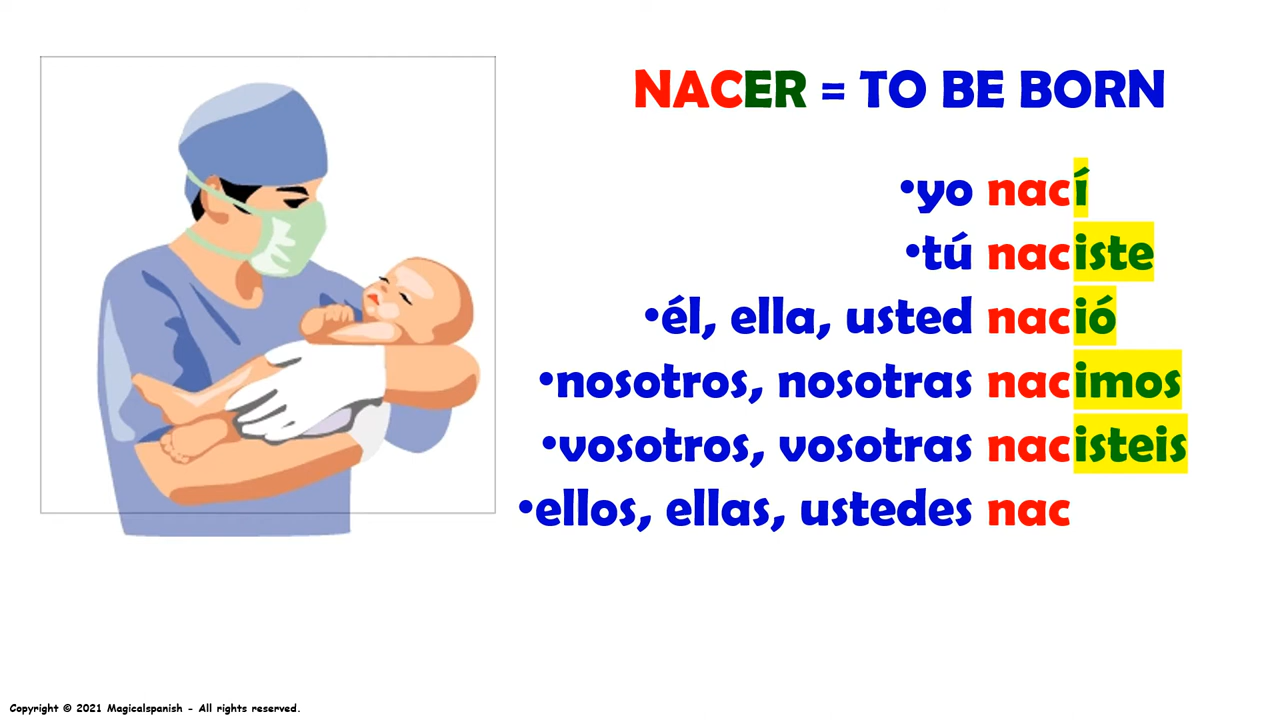 NACER = TO BE BORN
•yo nací
•tú naciste
•él, ella, usted nació
•nosotros, nosotras nacimos
•vosotros, vosotras nacisteis
•ellos, ellas, ustedes nac
Copyright © 2021 Magicalspanish - All rights reserved.